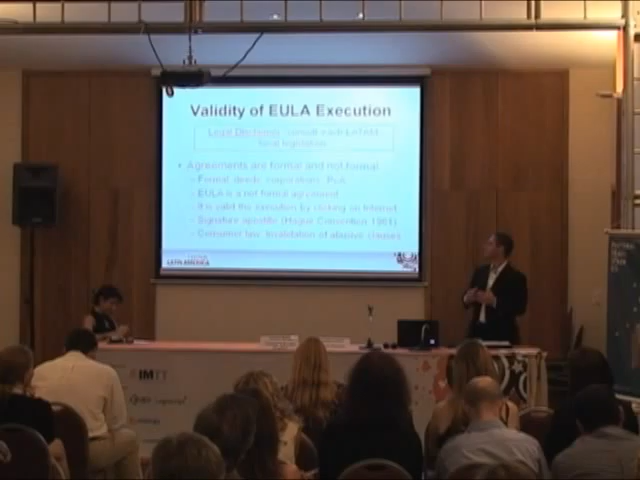 Validity of EULA Execution
Legal Disclaimer: consult each LATAM
local legislation
• Agreements are formal and not formal
– Formal: deeds, corporations, PLA
– EULA is a not formal agreement
– It is valid the execution by clicking on Internet
– Signature apostille (Hague Convention 1961)
– Consumer law: Invalidation of abusive clauses
LATIN AMERICA
IMTT